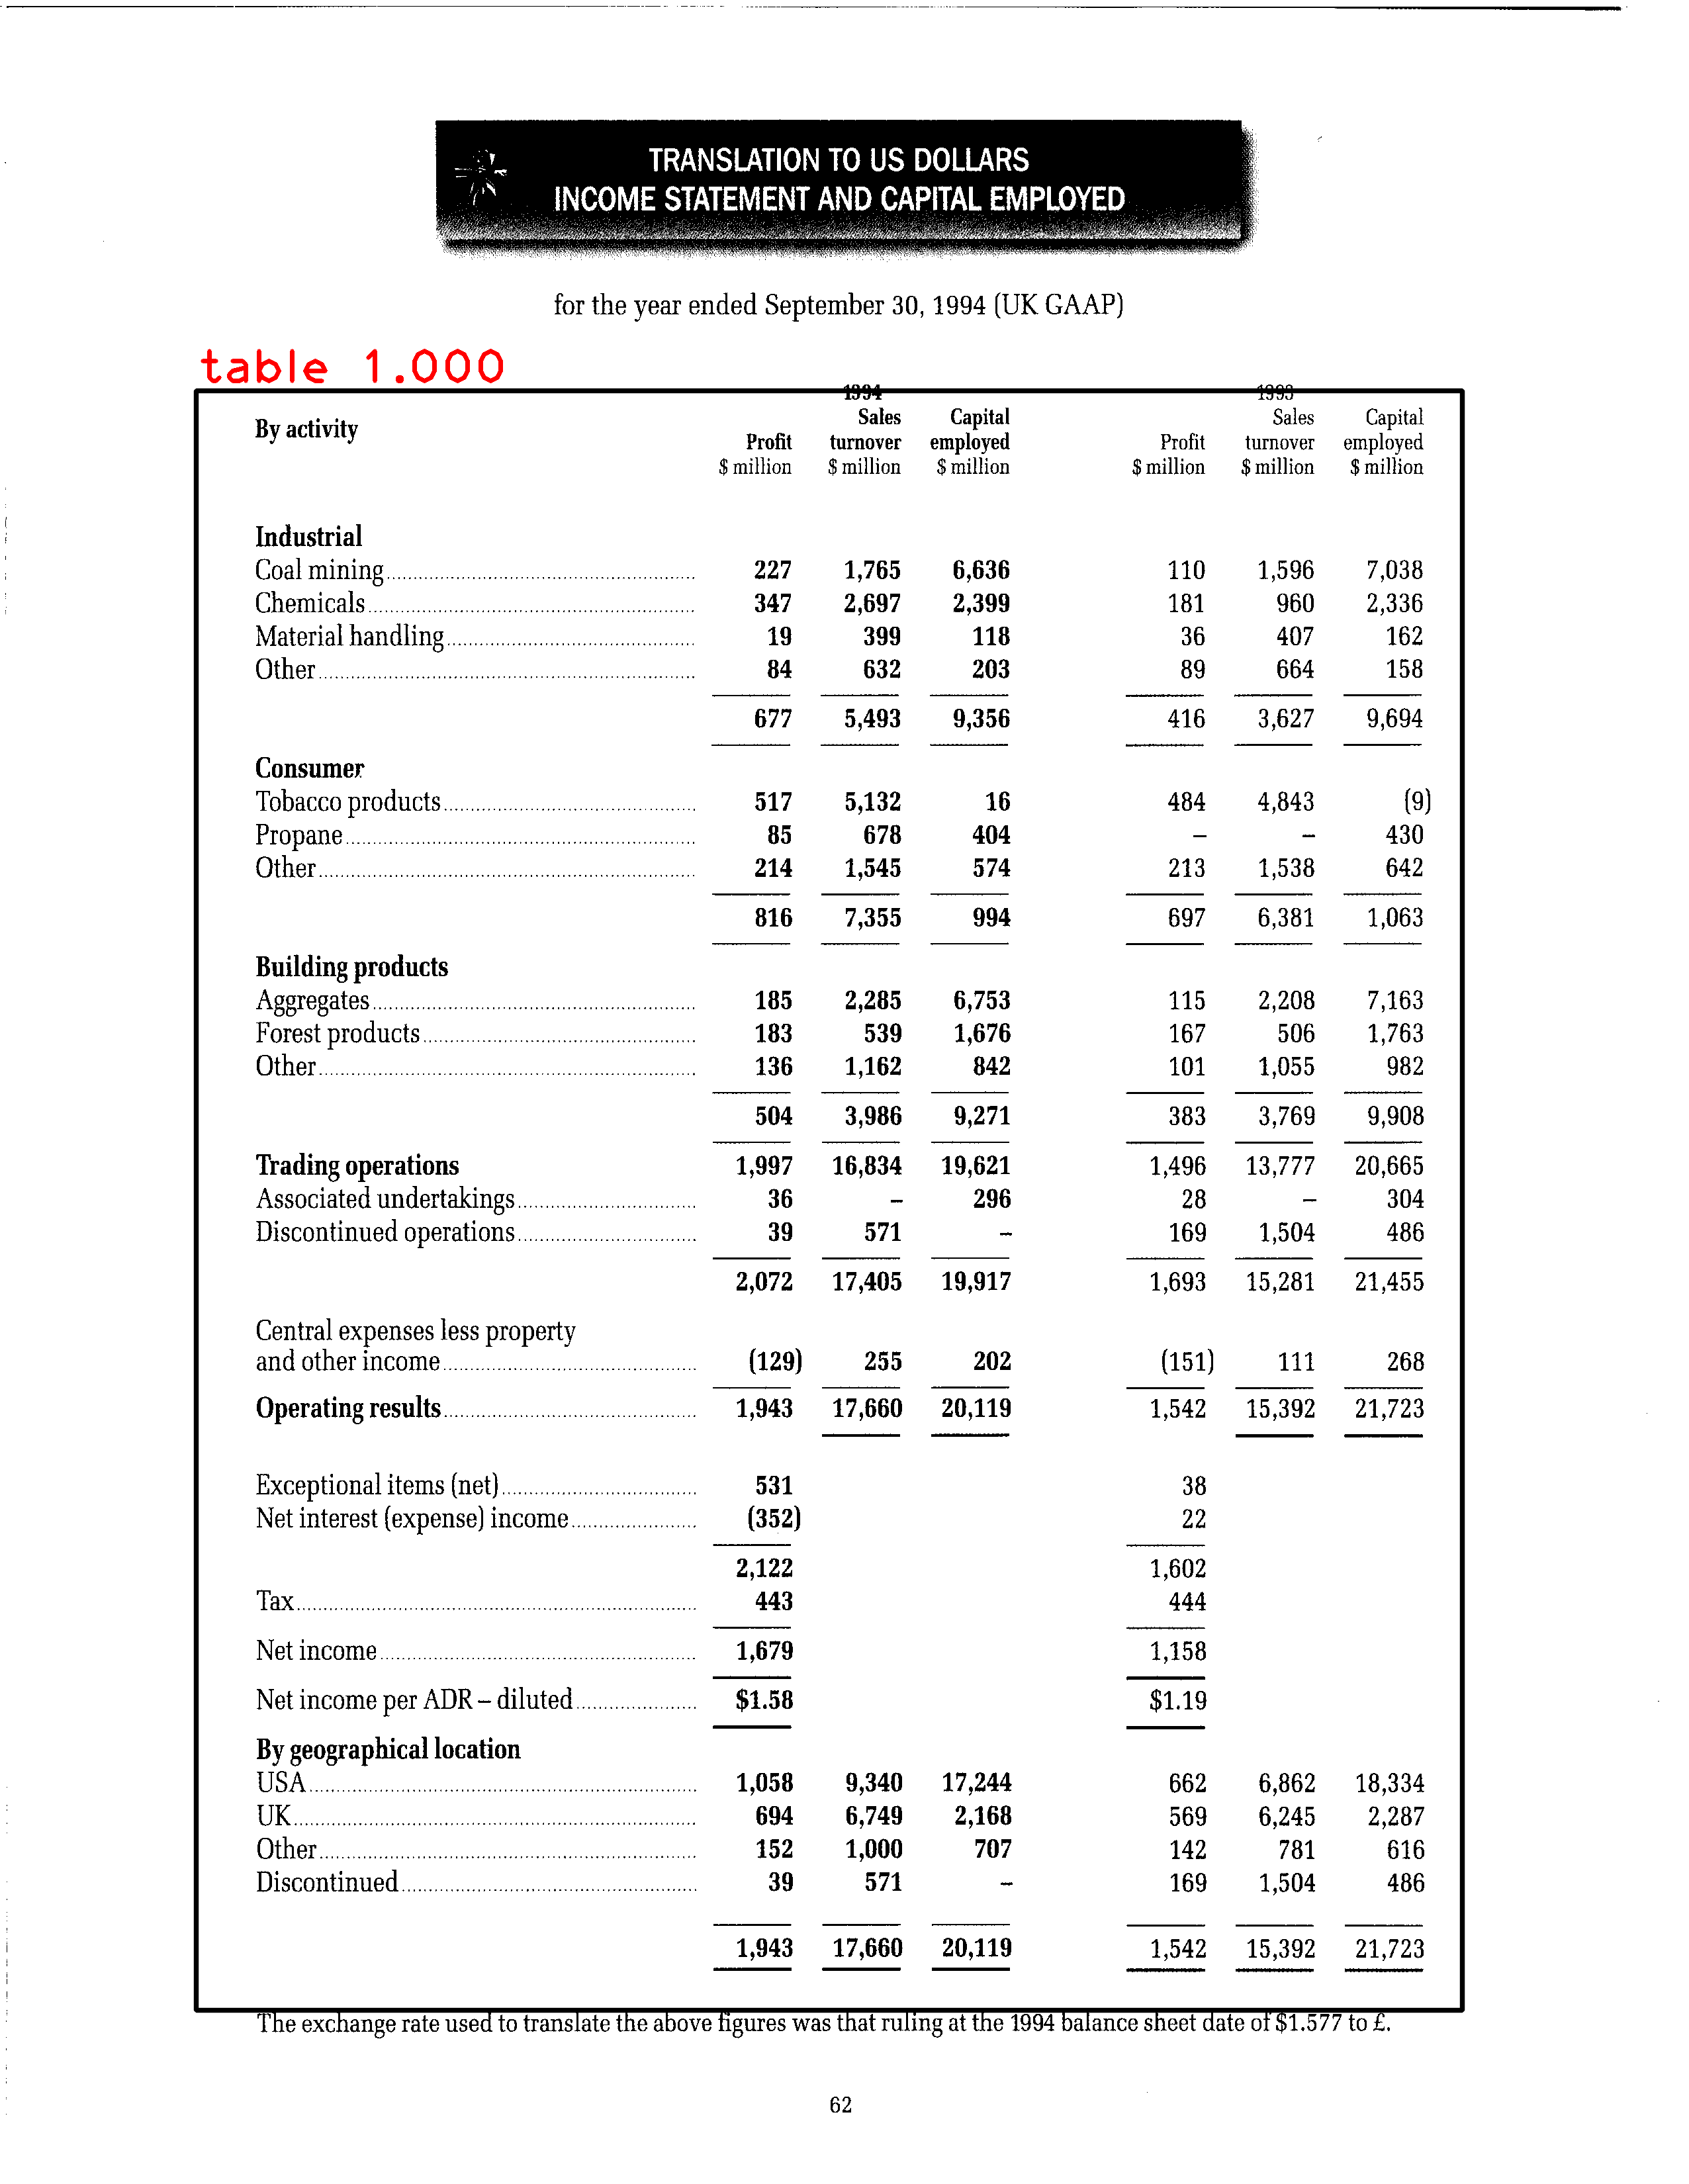 TRANSLATION TO US DOLLARS
INCOME STATEMENT AND CAPITAL EMPLOYED
for the year ended September 30, 1994 (UK GAAP)
table 1.000
1994 1993
Sales Capital Sales Capital
By activity
Profit turnover employed Profit turnover employed
$ million $ million $ million $ million $ million $ million
Industrial
Coal mining 227 1,765 6,636 110 1,596 7,038
Chemicals 347 2,697 2,399 181 960 2,336
Material handling 19 399 118 36 407 162
Other 84 632 203 89 664 158
677 5,493 9,356 416 3,627 9,694
Consumer
Tobacco products 517 5,132 16 484 4,843 (9)
Propane 85 678 404 – – 430
Other 214 1,545 574 213 1,538 642
816 7,355 994 697 6,381 1,063
Building products
Aggregates 185 2,285 6,753 115 2,208 7,163
Forest products 183 539 1,676 167 506 1,763
Other 136 1,162 842 101 1,055 982
504 3,986 9,271 383 3,769 9,908
Trading operations 1,997 16,834 19,621 1,496 13,777 20,665
Associated undertakings 36 – 296 28 – 304
Discontinued operations 39 571 – 169 1,504 486
2,072 17,405 19,917 1,693 15,281 21,455
Central expenses less property
and other income (129) 255 202 (151) 111 268
Operating results 1,943 17,660 20,119 1,542 15,392 21,723
Exceptional items (net) 531 38
Net interest (expense) income (352) 22
2,122 1,602
Tax 443 444
Net income 1,679 1,158
Net income per ADR – diluted $1.58 $1.19
By geographical location
USA 1,058 9,340 17,244 662 6,862 18,334
UK 694 6,749 2,168 569 6,245 2,287
Other 152 1,000 707 142 781 616
Discontinued 39 571 – 169 1,504 486
1,943 17,660 20,119 1,542 15,392 21,723
The exchange rate used to translate the above figures was that ruling at the 1994 balance sheet date of $1.577 to £.
62